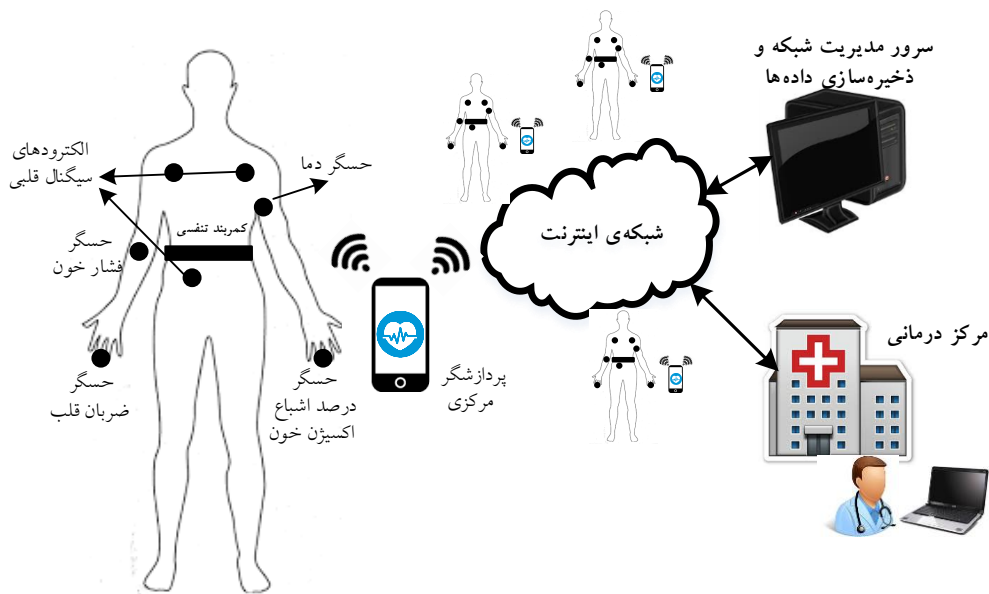 سرور مدیریت شبکه و
ذخیره‌سازی داده‌ها
الکترودهای
سیگنال قلبی
حسگر دما
کمربند تنفسی
شبکه‌ی اینترنت
حسگر
فشار خون
مرکز درمانی
حسگر
ضربان قلب
حسگر
درصد اشباع
اکسیژن خون
پردازشگر
مرکزی